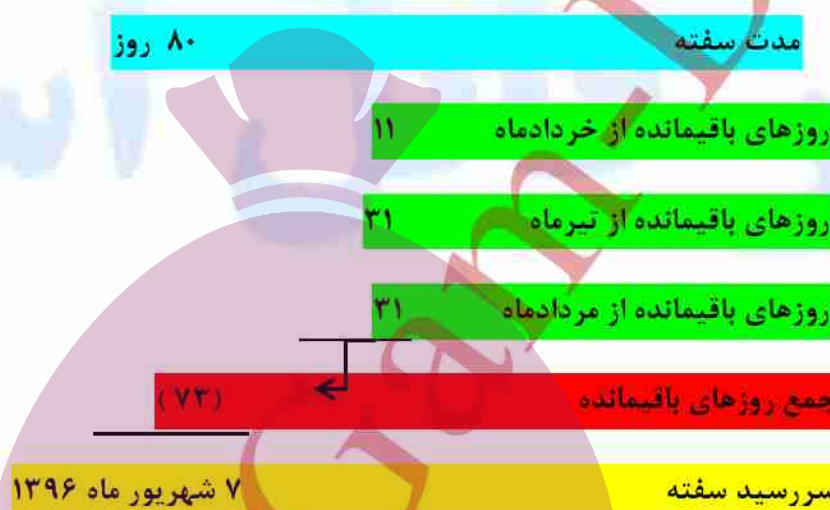 مدت سفته ۸۰ روز
روزهای باقیمانده از خردادماه ۱۱
روزهای باقیمانده از تیرماه ۳۱
روزهای باقیمانده از مردادماه ۳۱
جمع روزهای باقیمانده (۷۳)
سررسید سفته ۷ شهریور ماه ۱۳۹۶
Gam-